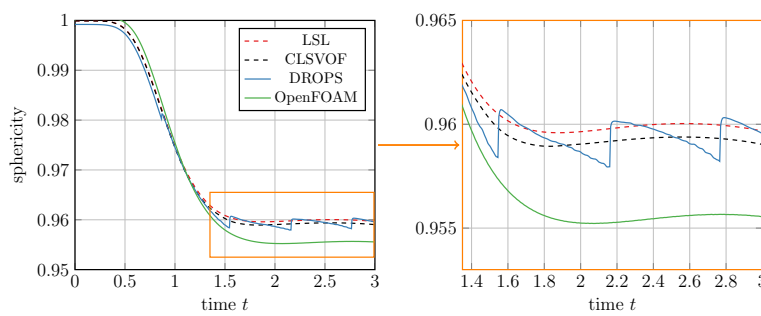 1
0.99
0.98
0.97
0.96
0.95
sphericity
0 0.5 1 1.5 2 2.5 3
time t
LSL
CLSVOF
DROPS
OpenFOAM
0.965
0.96
0.955
1.4 1.6 1.8 2 2.2 2.4 2.6 2.8 3
time t